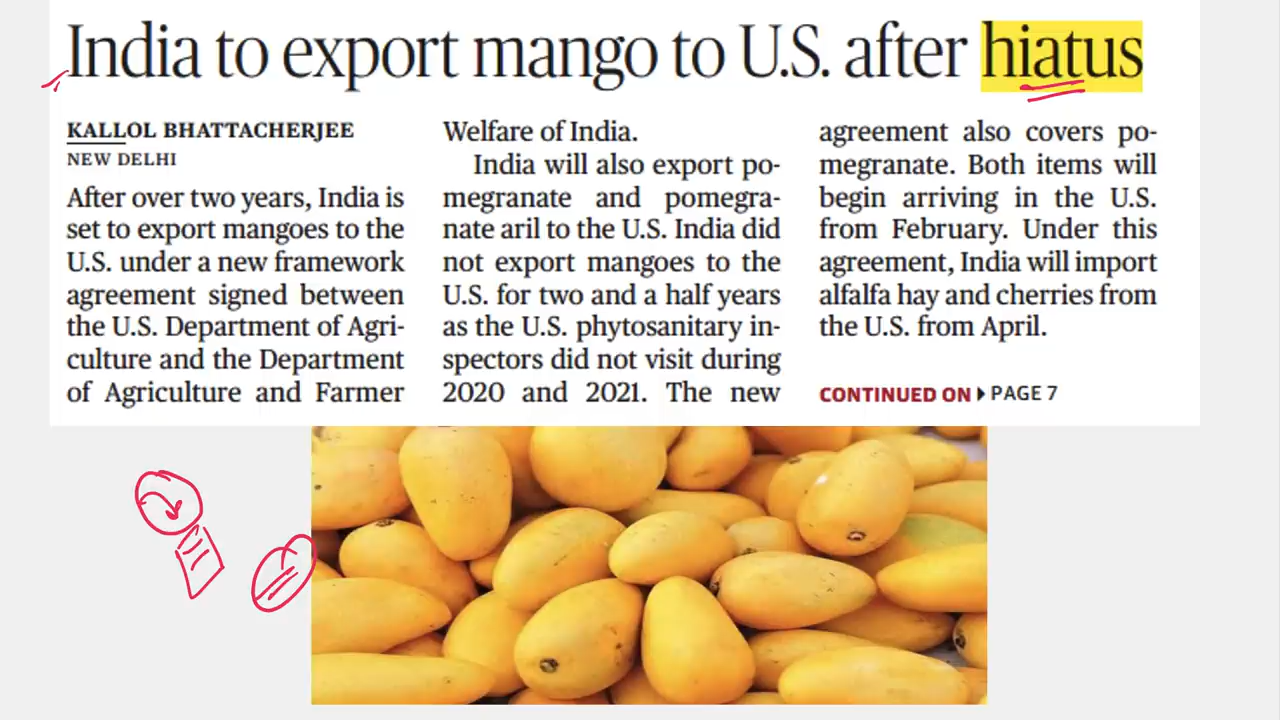 India to export mango to U.S. after hiatus
KALLOL BHATTACHERJEE
NEW DELHI
After over two years, India is
set to export mangoes to the
U.S. under a new framework
agreement signed between
the U.S. Department of Agri-
culture and the Department
of Agriculture and Farmer
Welfare of India.
India will also export po-
megranate and pomegra-
nate aril to the U.S. India did
not export mangoes to the
U.S. for two and a half years
as the U.S. phytosanitary in-
spectors did not visit during
2020 and 2021. The new
agreement also covers po-
megranate. Both items will
begin arriving in the U.S.
from February. Under this
agreement, India will import
alfalfa hay and cherries from
the U.S. from April.
CONTINUED ON PAGE 7